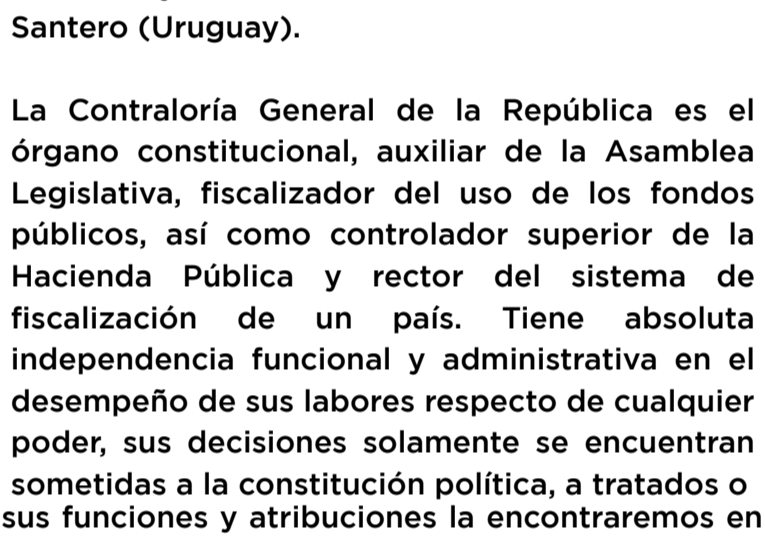 Santero (Uruguay).
La Contraloría General de la República es el
órgano constitucional, auxiliar de la Asamblea
Legislativa, fiscalizador del uso de los fondos
públicos, así como controlador superior de la
Hacienda Pública y rector del sistema de
fiscalización de un país. Tiene absoluta
independencia funcional y administrativa en el
desempeño de sus labores respecto de cualquier
poder, sus decisiones solamente se encuentran
sometidas a la constitución política, a tratados o
sus funciones y atribuciones la encontraremos en